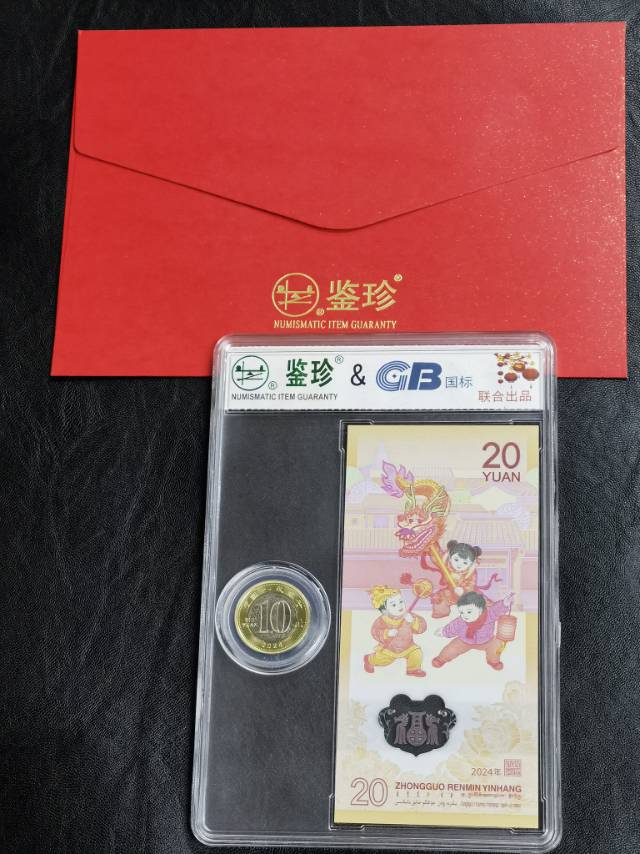 鉴珍®
®
NUMISMATIC ITEM GUARANTY
鉴珍® & GB 国标
®
NUMISMATIC ITEM GUARANTY
联合出品
20
YUAN
10
2024
2024年
20 ZHONGGUO RENMIN YINHANG